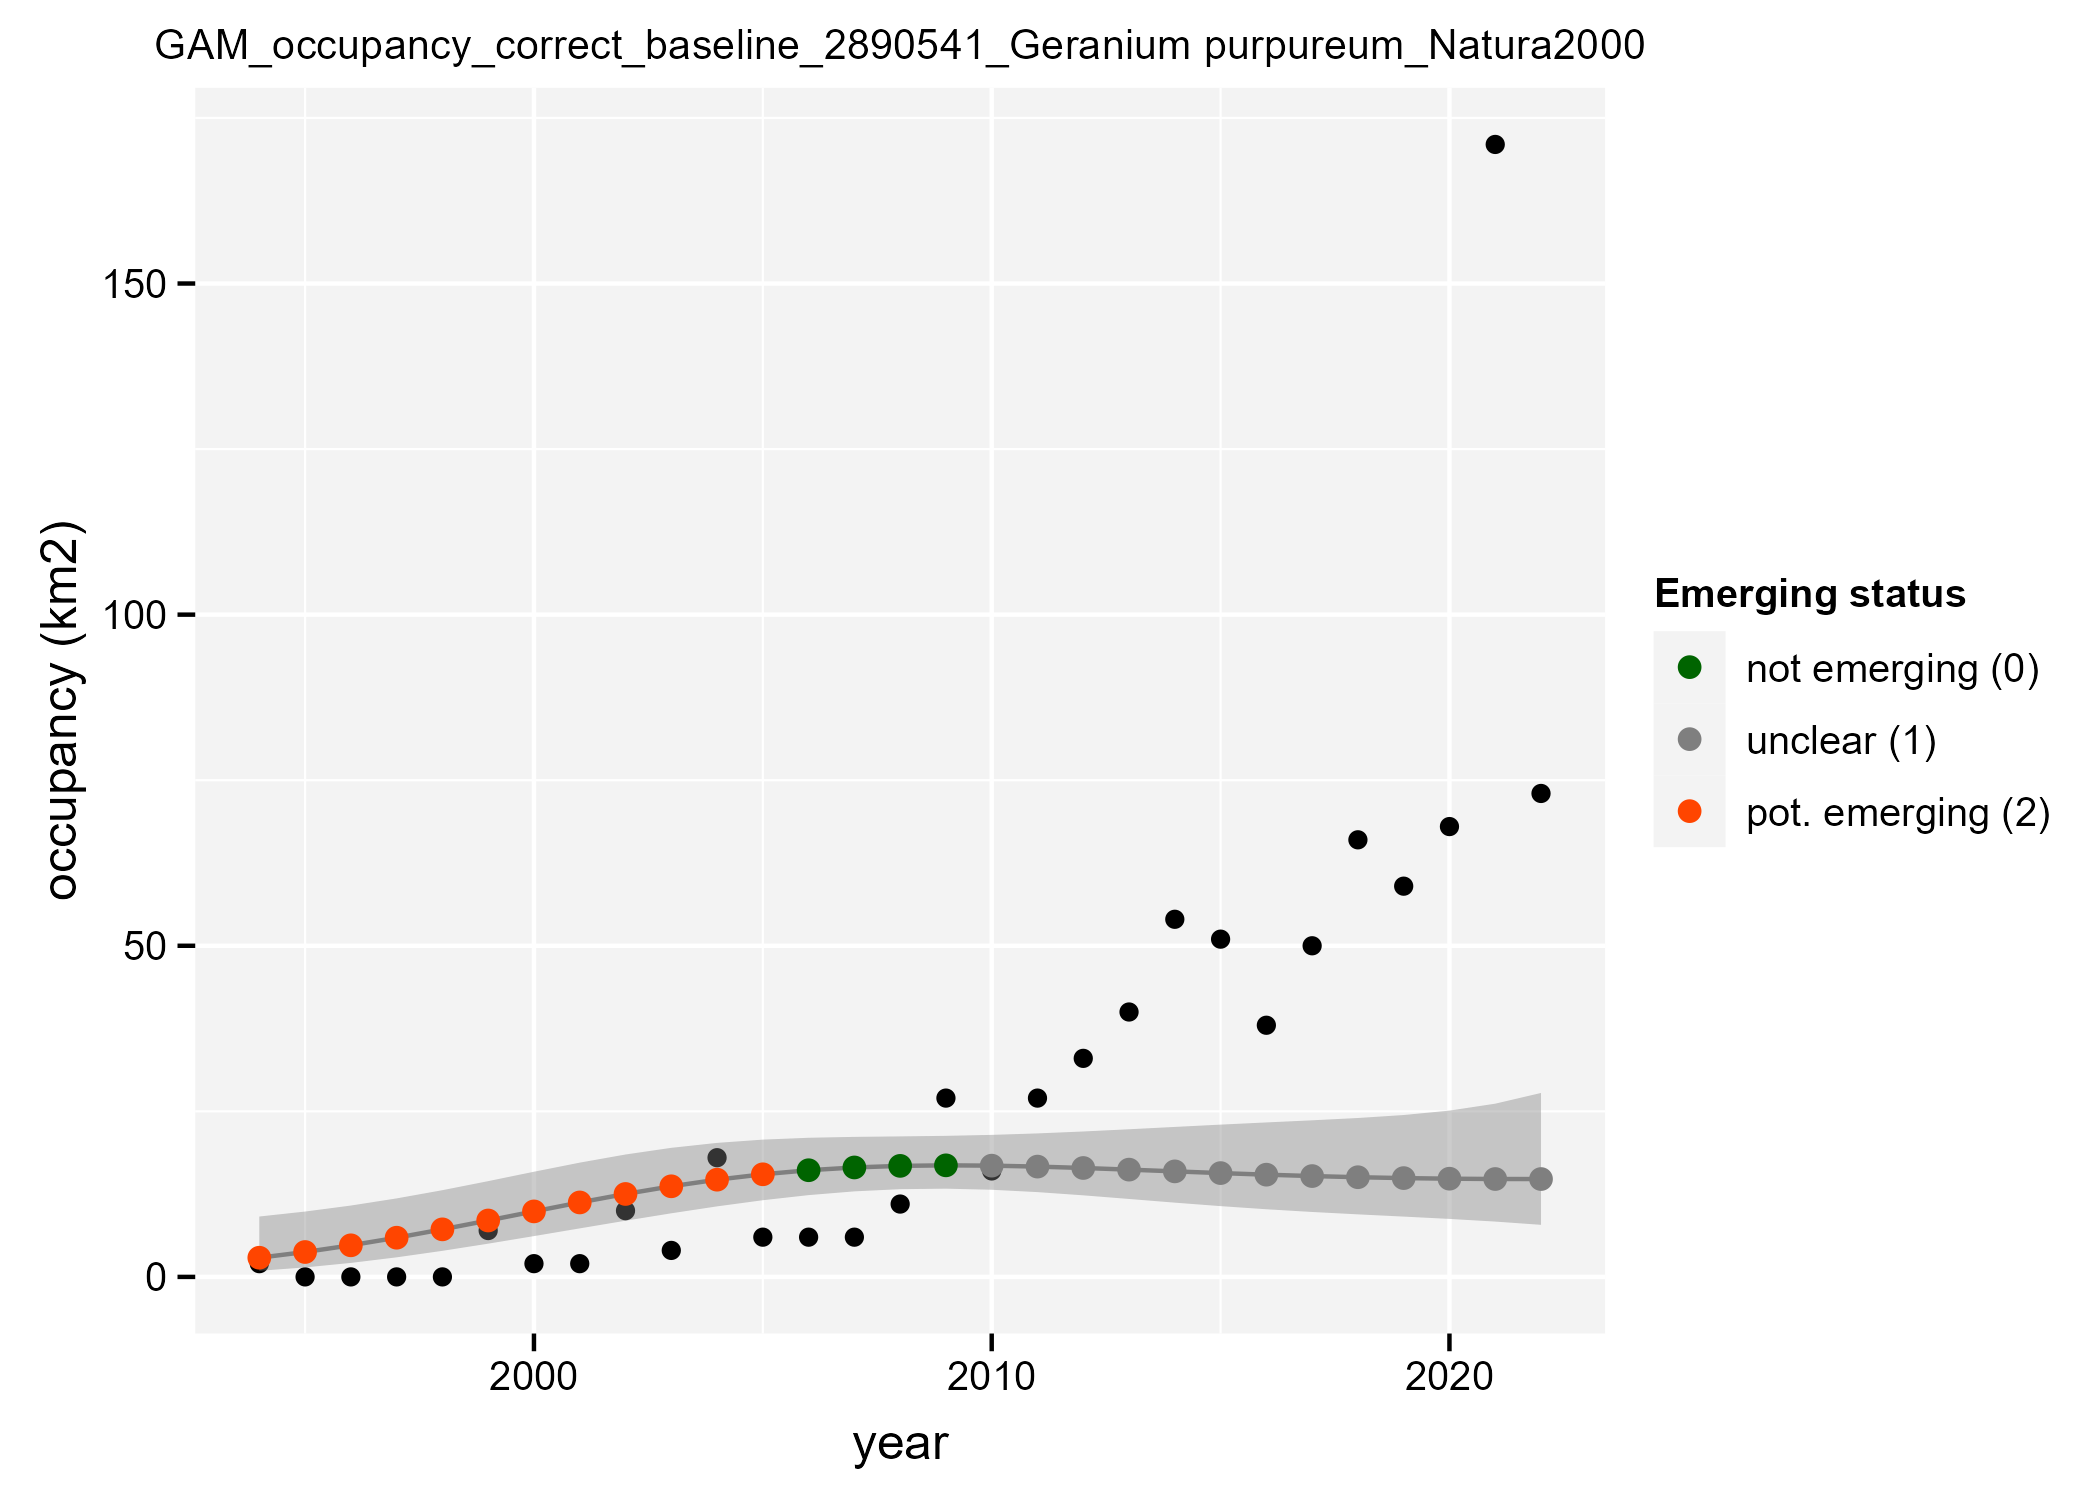 GAM_occupancy_correct_baseline_2890541_Geranium purpureum_Natura2000
150
100
50
0
occupancy (km2)
2000
2010
2020
year
Emerging status
not emerging (0)
unclear (1)
pot. emerging (2)